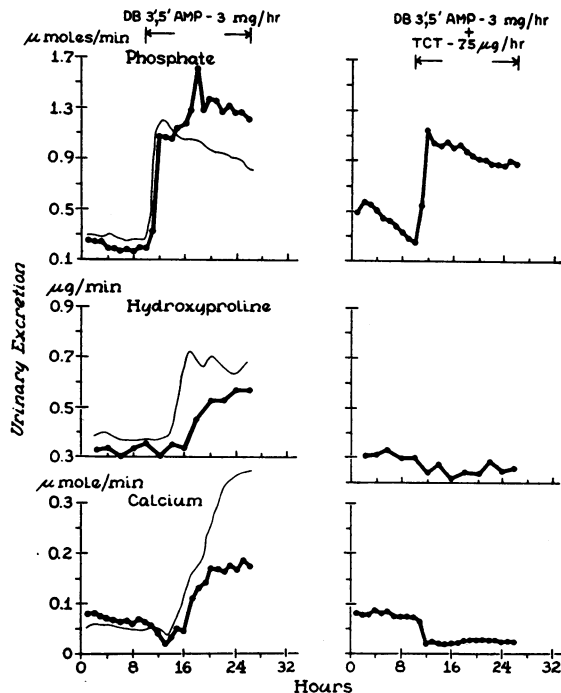 DB 3',5' AMP - 3 mg/hr
DB 3',5' AMP - 3 mg/hr
+
TCT - 75 μg/hr
μ moles/min
Phosphate
1.7
1.3
0.9
0.5
0.1
μg/min
Hydroxyproline
0.9
0.7
0.5
0.3
Urinary Excretion
μ mole/min
Calcium
0.3
0.2
0.1
0
0 8 16 24 32
0 8 16 24 32
Hours